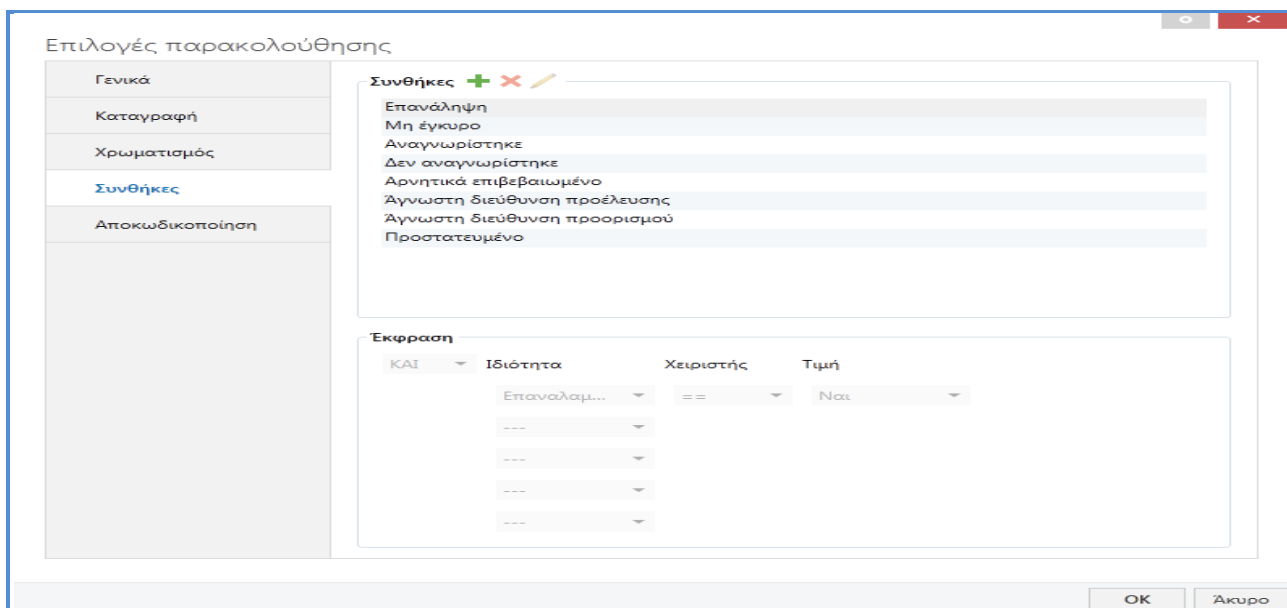 Επιλογές παρακολούθησης
Γενικά
Καταγραφή
Χρωματισμός
Συνθήκες
Αποκωδικοποίηση
Συνθήκες
Επανάληψη
Μη έγκυρο
Αναγνωρίστηκε
Δεν αναγνωρίστηκε
Αρνητικά επιβεβαιωμένο
Άγνωστη διεύθυνση προέλευσης
Άγνωστη διεύθυνση προορισμού
Προστατευμένο
Έκφραση
ΚΑΙ Ιδιότητα Χειριστής Τιμή
Επαναλαμ... == Ναι
---
---
---
---
OK Άκυρο